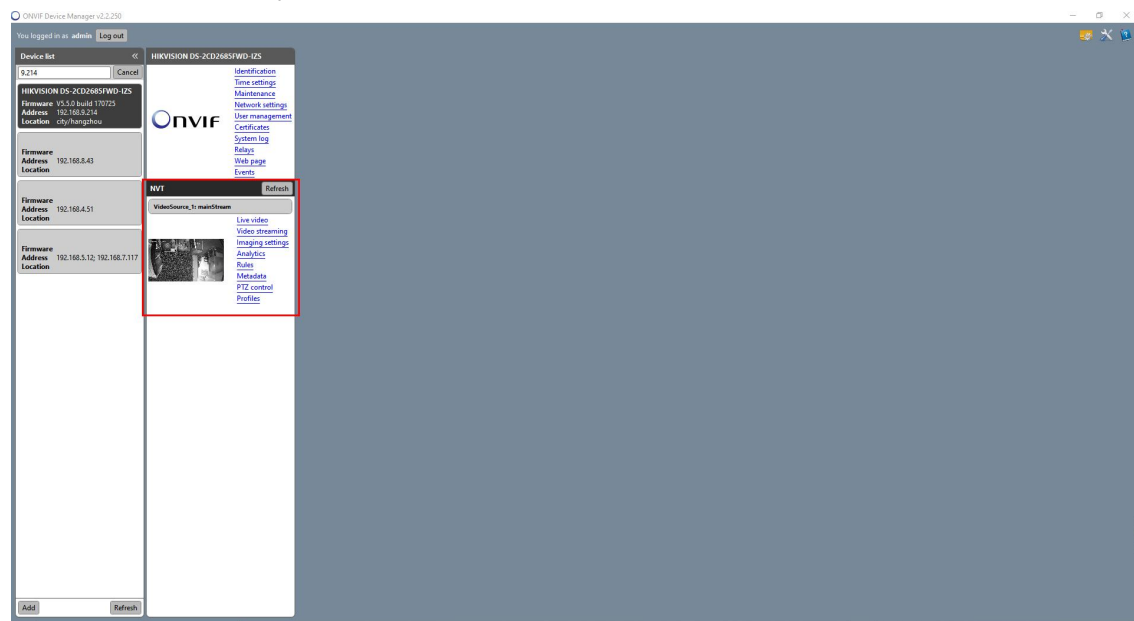 ONVIF Device Manager v2.2.250
You logged in as admin Log out
Device list «
9.214 Cancel
HIKVISION DS-2CD2685FWD-IZS
Firmware V5.5.0 build 170725
Address 192.168.9.214
Location city/hangzhou
Firmware
Address 192.168.8.43
Location
Firmware
Address 192.168.4.51
Location
Firmware
Address 192.168.5.12; 192.168.7.117
Location
Add Refresh
HIKVISION DS-2CD2685FWD-IZS
ONVIF
Identification
Time settings
Maintenance
Network settings
User management
Certificates
System log
Relays
Web page
Events
NVT Refresh
VideoSource_1: mainStream
Live video
Video streaming
Imaging settings
Analytics
Rules
Metadata
PTZ control
Profiles